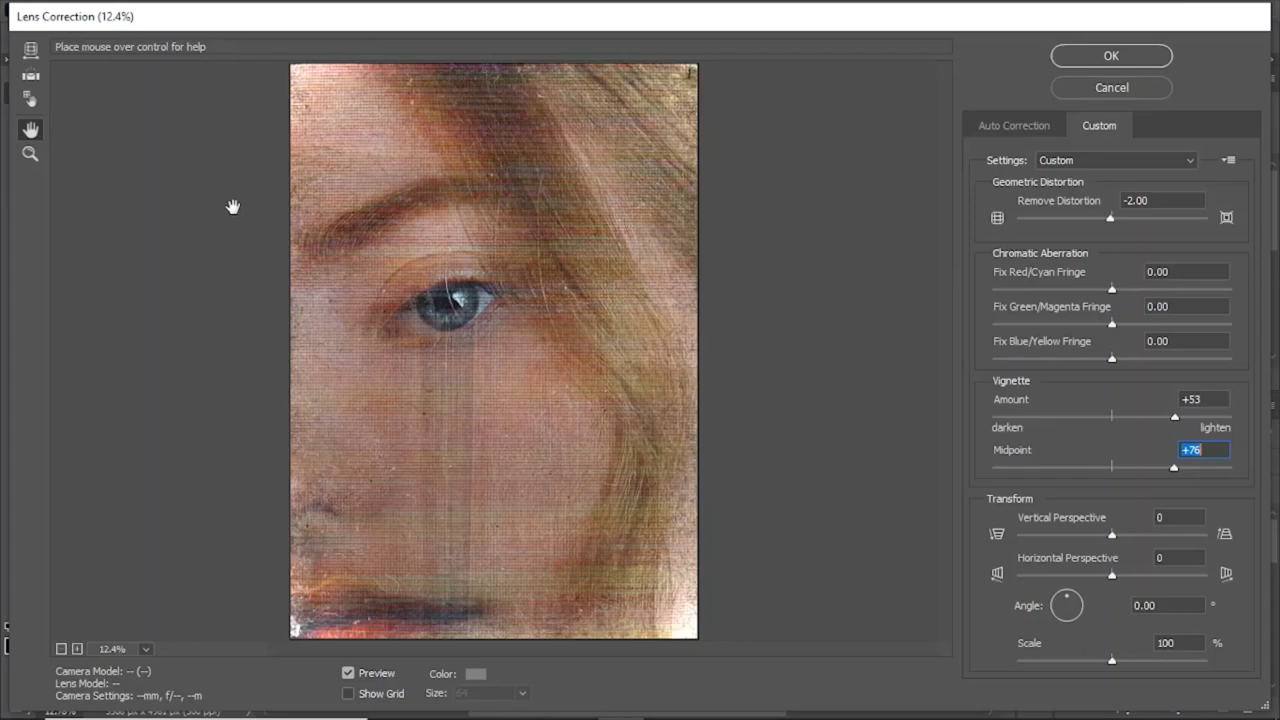 Lens Correction (12.4%)
Place mouse over control for help
OK
Cancel
Auto Correction Custom
Settings: Custom
Geometric Distortion
Remove Distortion -2.00
Chromatic Aberration
Fix Red/Cyan Fringe 0.00
Fix Green/Magenta Fringe 0.00
Fix Blue/Yellow Fringe 0.00
Vignette
Amount +53
darken lighten
Midpoint +76
Transform
Vertical Perspective 0
Horizontal Perspective 0
Angle: 0.00 °
Scale 100 %
12.4%
Camera Model: -- (--)
Lens Model: --
Camera Settings: --mm, f/--, --m
Preview Color:
Show Grid Size: 64